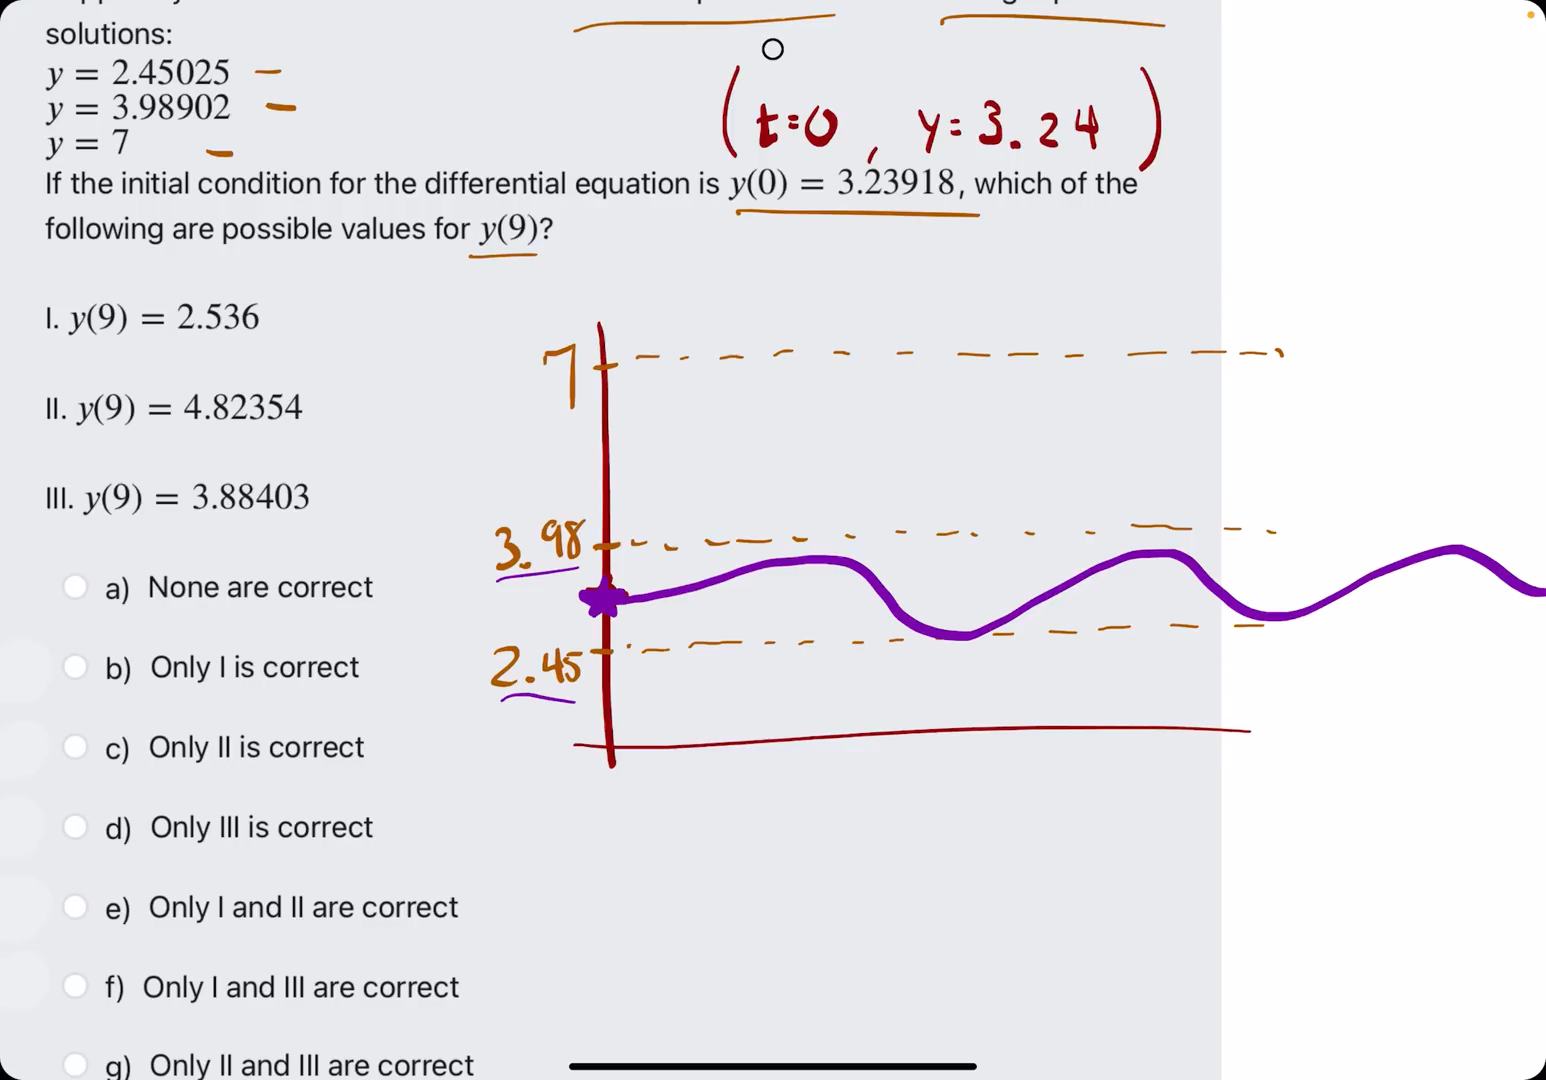 solutions:
y = 2.45025
y = 3.98902
y = 7
(t=0, y=3.24)
If the initial condition for the differential equation is y(0) = 3.23918, which of the
following are possible values for y(9)?
I. y(9) = 2.536
II. y(9) = 4.82354
III. y(9) = 3.88403
7
3.98
2.45
a) None are correct
b) Only I is correct
c) Only II is correct
d) Only III is correct
e) Only I and II are correct
f) Only I and III are correct
g) Only II and III are correct